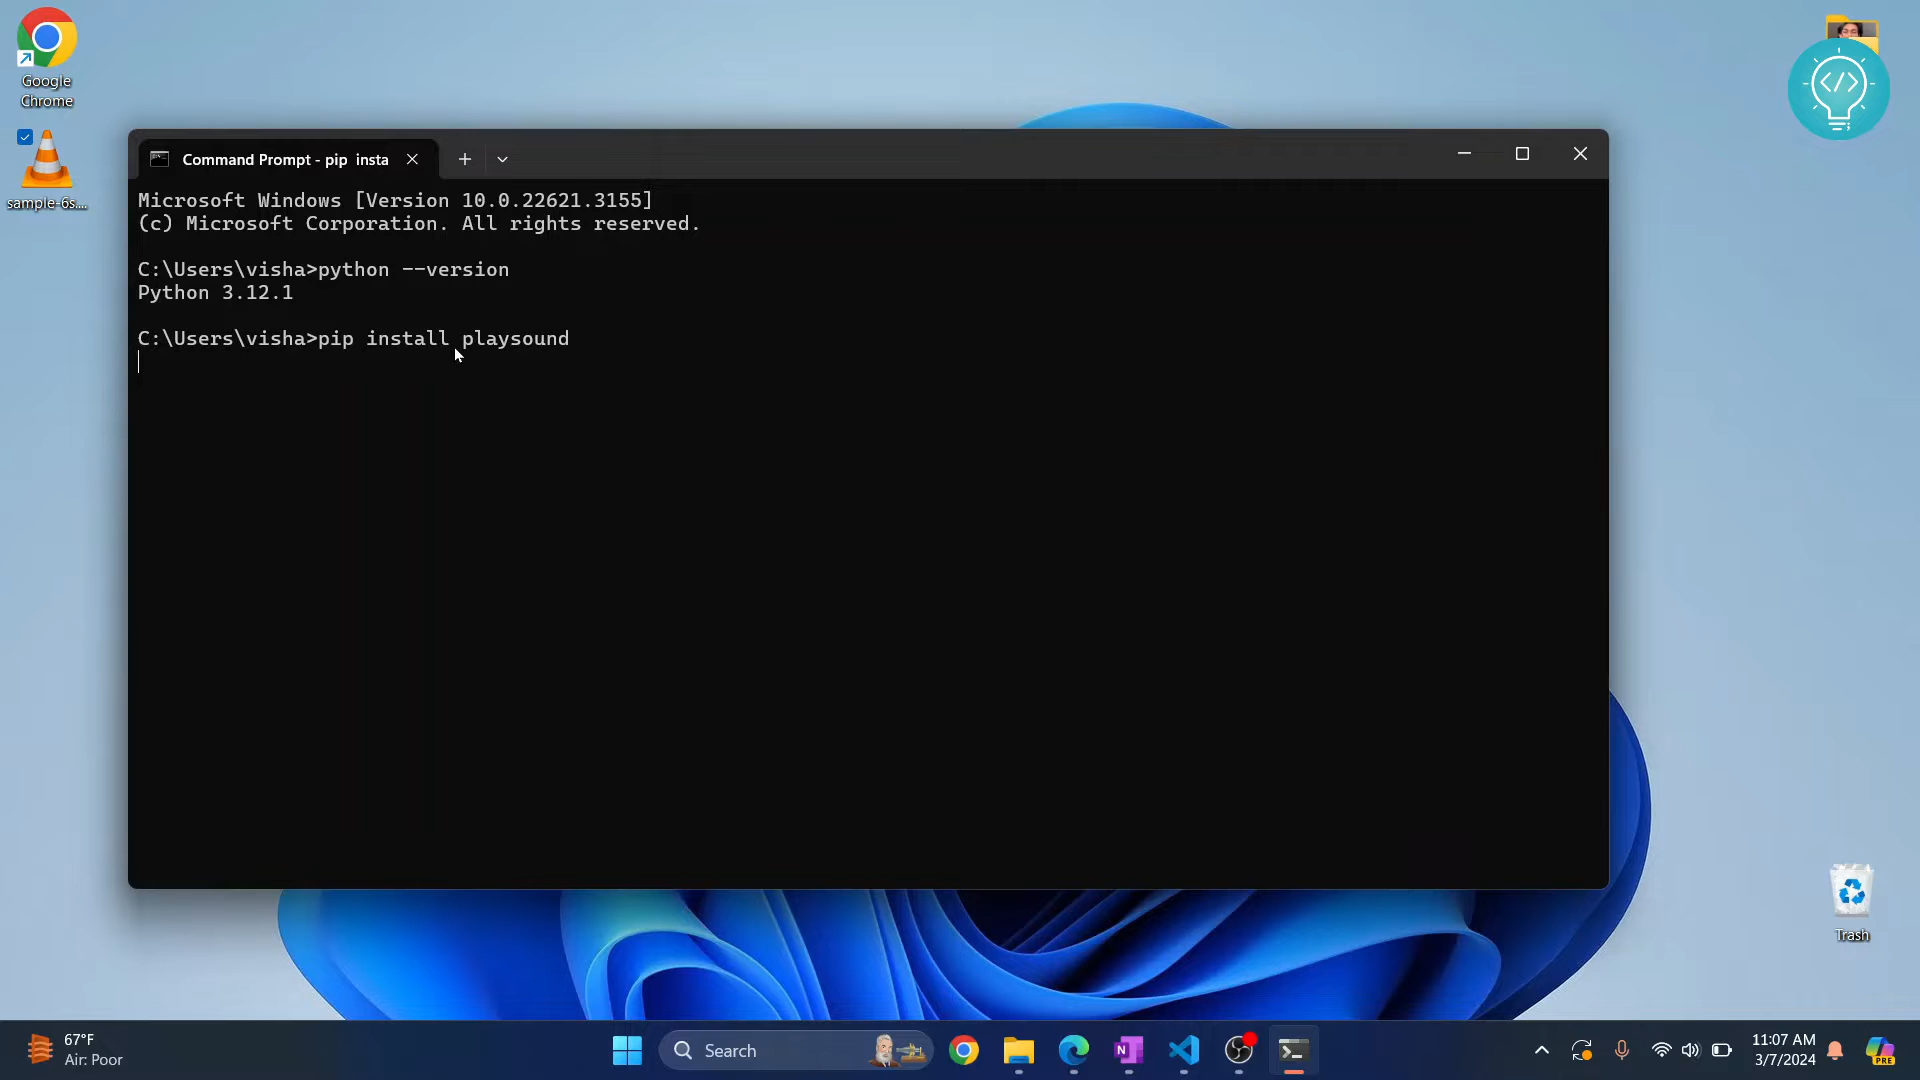 Google
Chrome
sample-6s....
Command Prompt - pip insta
Microsoft Windows [Version 10.0.22621.3155]
(c) Microsoft Corporation. All rights reserved.
C:\Users\visha>python --version
Python 3.12.1
C:\Users\visha>pip install playsound
</>
Trash
67°F
Air: Poor
Search
N
11:07 AM
3/7/2024
PRE